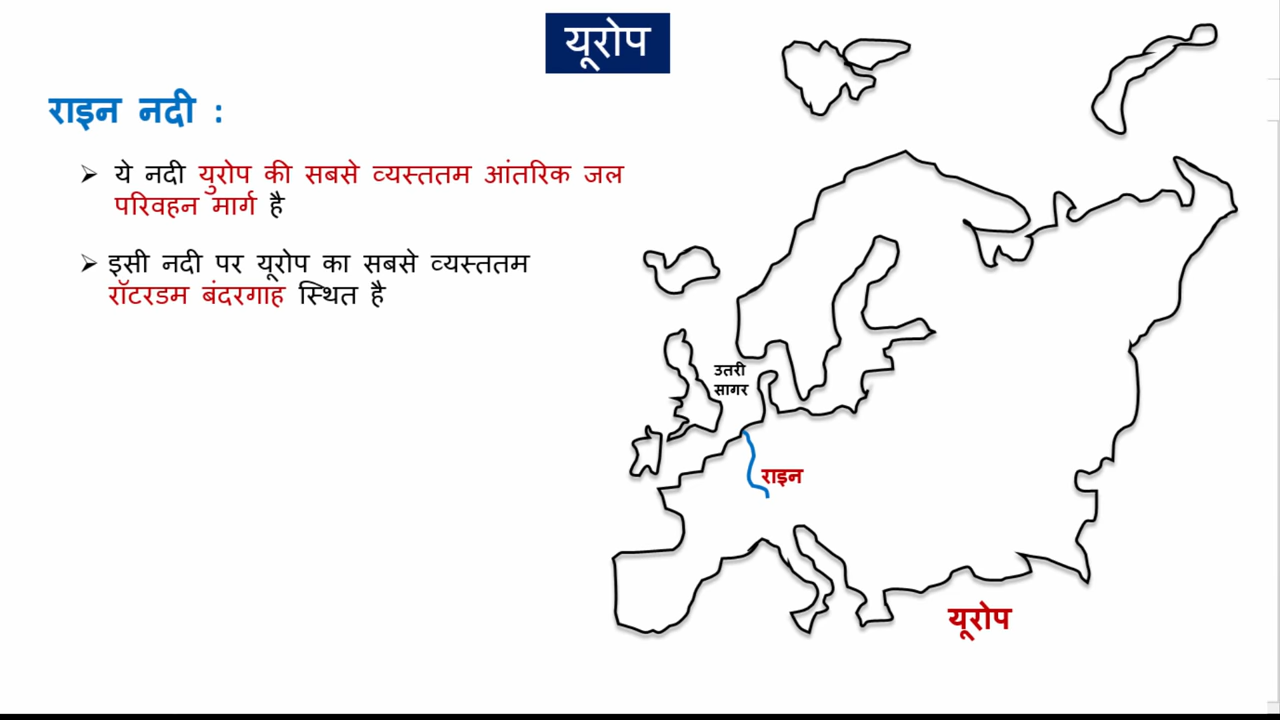 यूरोप
राइन नदी :
➢ ये नदी युरोप की सबसे व्यस्ततम आंतरिक जल
परिवहन मार्ग है
➢ इसी नदी पर यूरोप का सबसे व्यस्ततम
रॉटरडम बंदरगाह स्थित है
उतरी
सागर
राइन
यूरोप